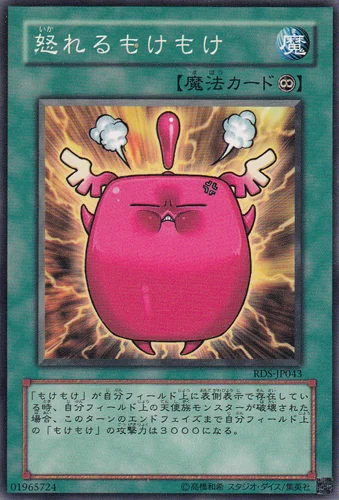 怒れるもけもけ
魔
【魔法カード∞】
RDS-JP043
「もけもけ」が自分フィールド上に表側表示で存在してい
る時、自分フィールド上の天使族モンスターが破壊された
場合、このターンのエンドフェイズまで自分フィールド上
の「もけもけ」の攻撃力は3000になる。
01965724
©高橋和希 スタジオ・ダイス/集英社